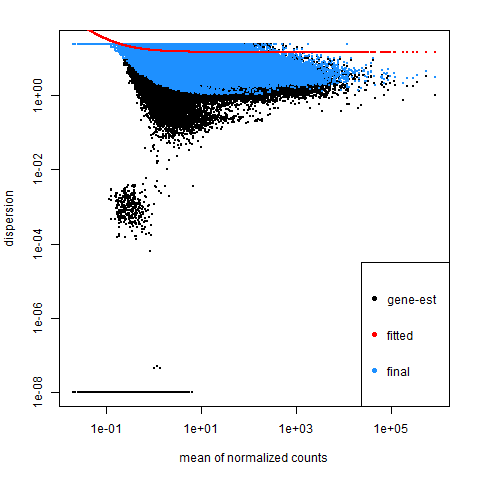 dispersion
1e+00
1e-02
1e-04
1e-06
1e-08
gene-est
fitted
final
1e-01
1e+01
1e+03
1e+05
mean of normalized counts